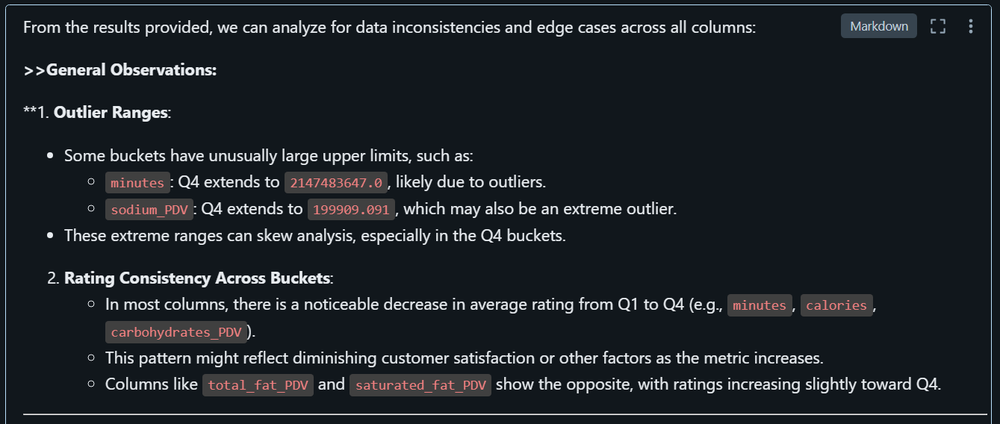 From the results provided, we can analyze for data inconsistencies and edge cases across all columns:
Markdown
>>General Observations:
**1. Outlier Ranges:
• Some buckets have unusually large upper limits, such as:
○ minutes: Q4 extends to 2147483647.0, likely due to outliers.
○ sodium_PDV: Q4 extends to 199909.091, which may also be an extreme outlier.
• These extreme ranges can skew analysis, especially in the Q4 buckets.
2. Rating Consistency Across Buckets:
○ In most columns, there is a noticeable decrease in average rating from Q1 to Q4 (e.g., minutes, calories,
carbohydrates_PDV).
○ This pattern might reflect diminishing customer satisfaction or other factors as the metric increases.
○ Columns like total_fat_PDV and saturated_fat_PDV show the opposite, with ratings increasing slightly toward Q4.